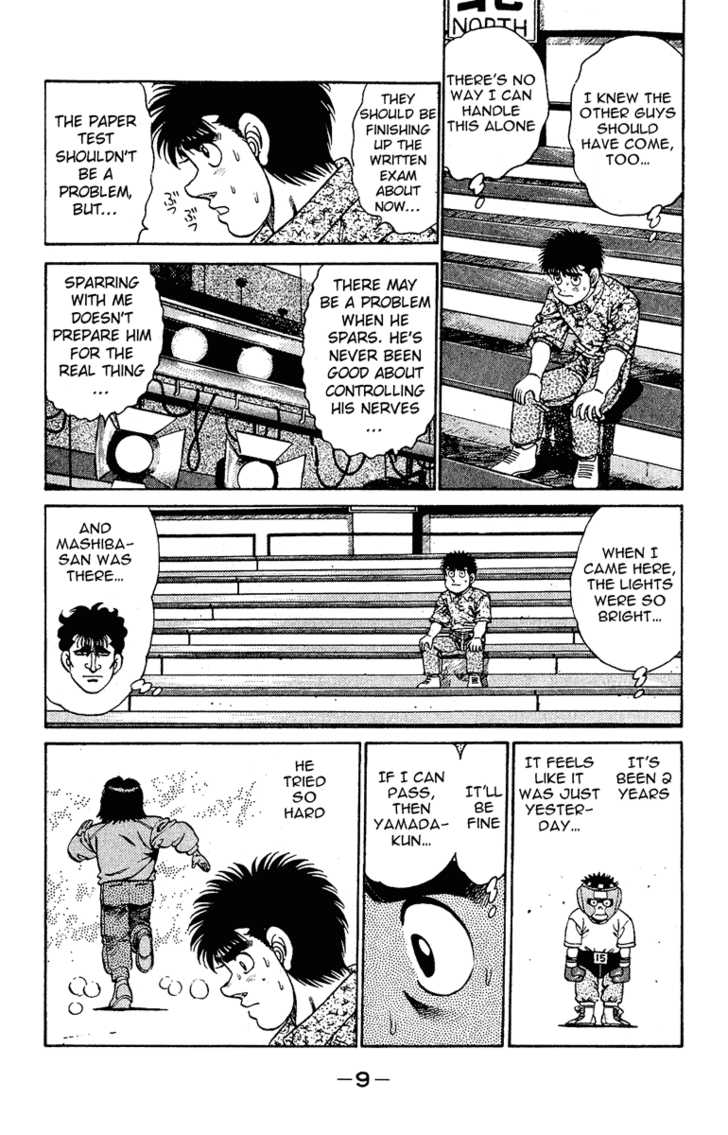 北
NORTH
I KNEW THE
OTHER GUYS
SHOULD
HAVE COME,
TOO...
THERE'S NO
WAY I CAN
HANDLE
THIS ALONE
THEY
SHOULD BE
FINISHING
UP THE
WRITTEN
EXAM
ABOUT
NOW...
THE PAPER
TEST
SHOULDN'T
BE A
PROBLEM,
BUT...
ぶつ
ぶつ
THERE MAY
BE A PROBLEM
WHEN HE
SPARS. HE'S
NEVER BEEN
GOOD ABOUT
CONTROLLING
HIS NERVES
...
SPARRING
WITH ME
DOESN'T
PREPARE HIM
FOR THE
REAL THING
...
WHEN I
CAME HERE,
THE LIGHTS
WERE SO
BRIGHT...
AND
MASHIBA-
SAN WAS
THERE...
IT'S
BEEN 2
YEARS
IT FEELS
LIKE IT
WAS JUST
YESTER-
DAY...
15
IT'LL
BE
FINE
IF I CAN
PASS,
THEN
YAMADA-
KUN...
HE
TRIED
SO
HARD
—9—